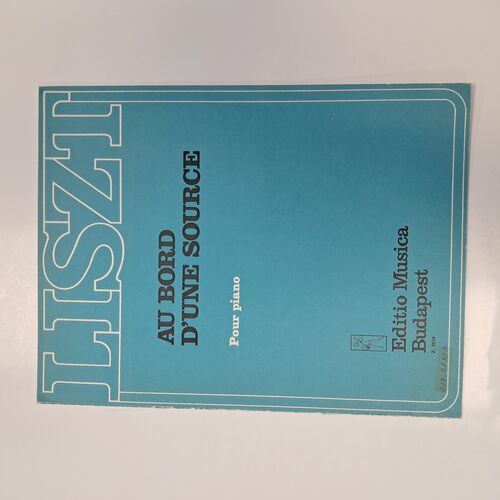 LISZT
AU BORD
D'UNE SOURCE
Pour piano
Editio Musica
Budapest